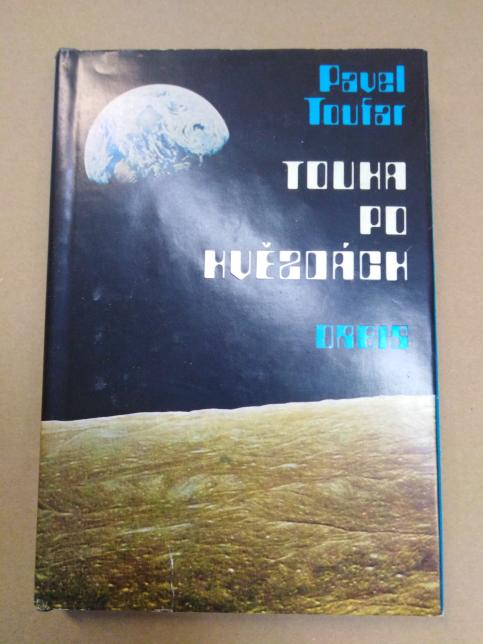 Pavel
Toufar
TOUHA
PO
HVĚZDÁCH
ORBIS